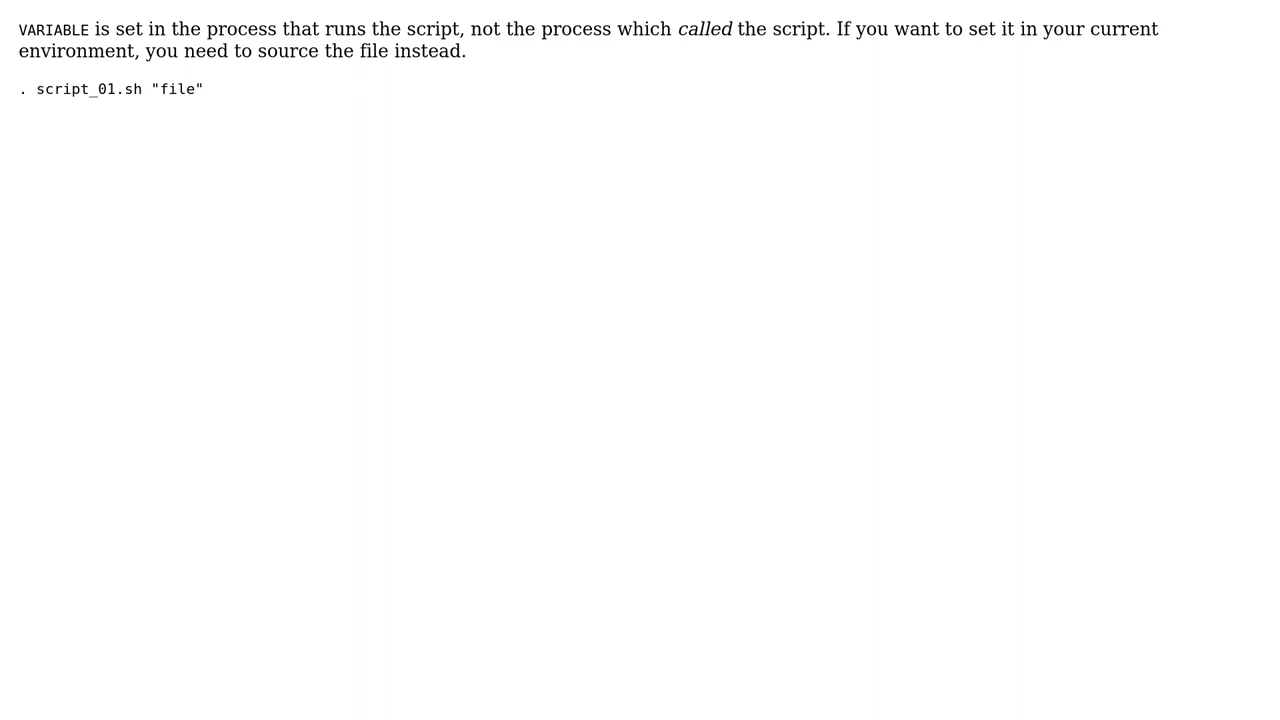 VARIABLE is set in the process that runs the script, not the process which called the script. If you want to set it in your current
environment, you need to source the file instead.
. script_01.sh "file"